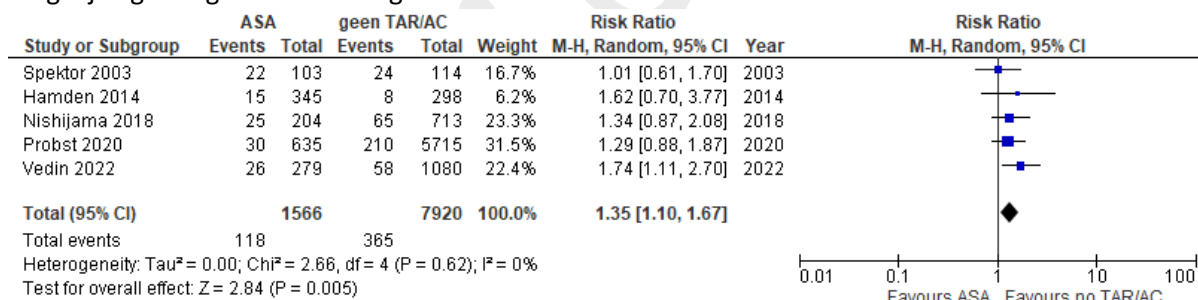 ASA geen TAR/AC Risk Ratio Risk Ratio
Study or Subgroup Events Total Events Total Weight M-H, Random, 95% CI Year M-H, Random, 95% CI
Spektor 2003 22 103 24 114 16.7% 1.01 [0.61, 1.70] 2003
Hamden 2014 15 345 8 298 6.2% 1.62 [0.70, 3.77] 2014
Nishijama 2018 25 204 65 713 23.3% 1.34 [0.87, 2.08] 2018
Probst 2020 30 635 210 5715 31.5% 1.29 [0.88, 1.87] 2020
Vedin 2022 26 279 58 1080 22.4% 1.74 [1.11, 2.70] 2022
Total (95% CI) 1566 7920 100.0% 1.35 [1.10, 1.67]
Total events 118 365
Heterogeneity: Tau² = 0.00; Chi² = 2.66, df = 4 (P = 0.62); I² = 0%
Test for overall effect: Z = 2.84 (P = 0.005)
0.01 0.1 1 10 100
Favours ASA Favours no TAR/AC